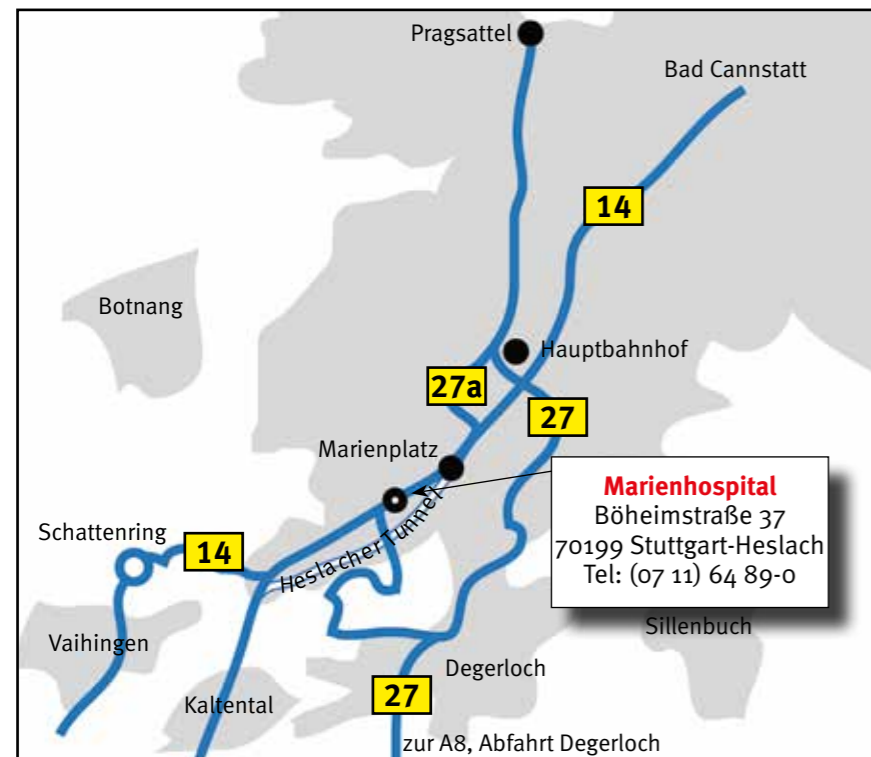 Pragsattel
Bad Cannstatt
14
Botnang
Hauptbahnhof
27a
27
Marienplatz
Marienhospital
Böheimstraße 37
70199 Stuttgart-Heslach
Tel: (07 11) 64 89-0
Heslacher Tunnel
Schattenring
14
Vaihingen
Sillenbuch
Degerloch
Kaltental
27
zur A8, Abfahrt Degerloch